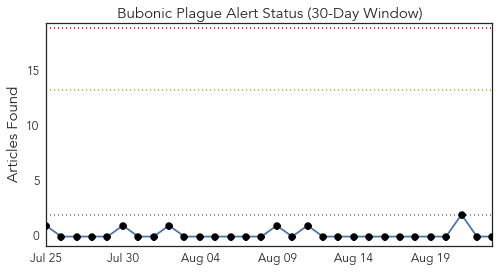 Bubonic Plague Alert Status (30-Day Window)
Articles Found
15
10
5
0
Jul 25 Jul 30 Aug 04 Aug 09 Aug 14 Aug 19